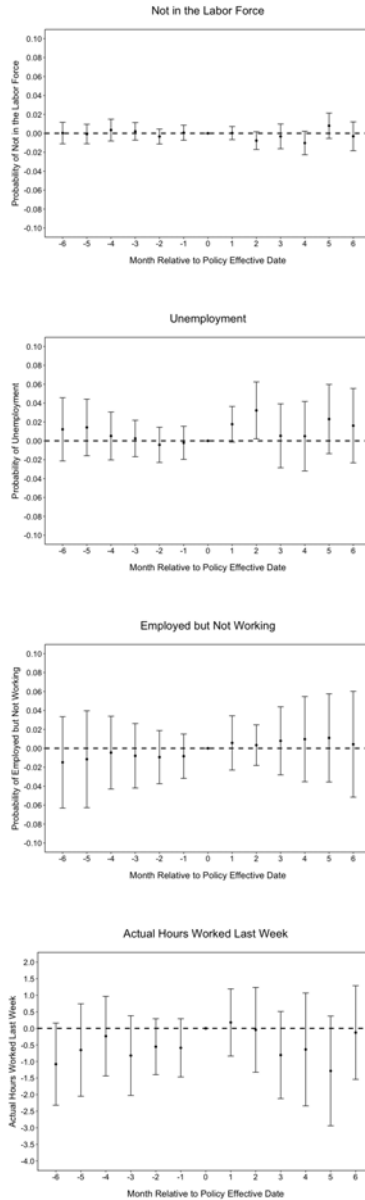 Not in the Labor Force
Probability of Not in the Labor Force
0.10
0.08
0.06
0.04
0.02
0.00
-0.02
-0.04
-0.06
-0.08
-0.10
-6 -5 -4 -3 -2 -1 0 1 2 3 4 5 6
Month Relative to Policy Effective Date
Unemployment
Probability of Unemployment
0.10
0.08
0.06
0.04
0.02
0.00
-0.02
-0.04
-0.06
-0.08
-0.10
-6 -5 -4 -3 -2 -1 0 1 2 3 4 5 6
Month Relative to Policy Effective Date
Employed but Not Working
Probability of Employed but Not Working
0.10
0.08
0.06
0.04
0.02
0.00
-0.02
-0.04
-0.06
-0.08
-0.10
-6 -5 -4 -3 -2 -1 0 1 2 3 4 5 6
Month Relative to Policy Effective Date
Actual Hours Worked Last Week
Actual Hours Worked Last Week
2.0
1.5
1.0
0.5
0.0
-0.5
-1.0
-1.5
-2.0
-2.5
-3.0
-3.5
-4.0
-6 -5 -4 -3 -2 -1 0 1 2 3 4 5 6
Month Relative to Policy Effective Date